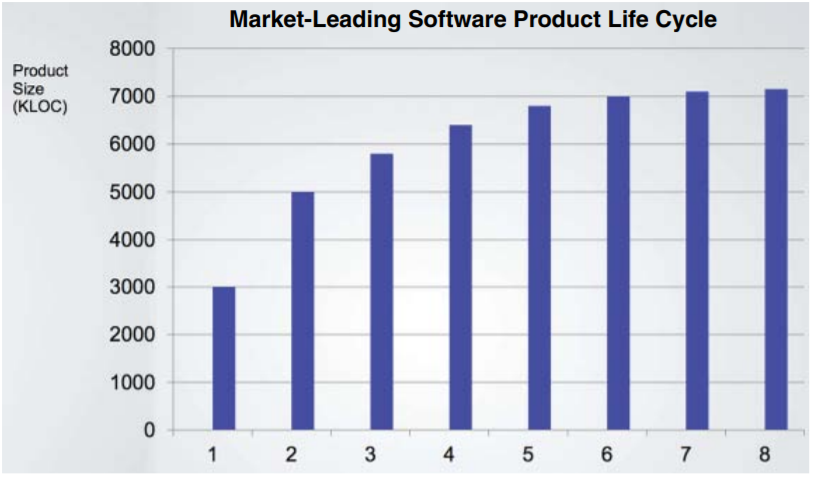 Market-Leading Software Product Life Cycle
Product
Size
(KLOC)
8000
7000
6000
5000
4000
3000
2000
1000
0
1 2 3 4 5 6 7 8